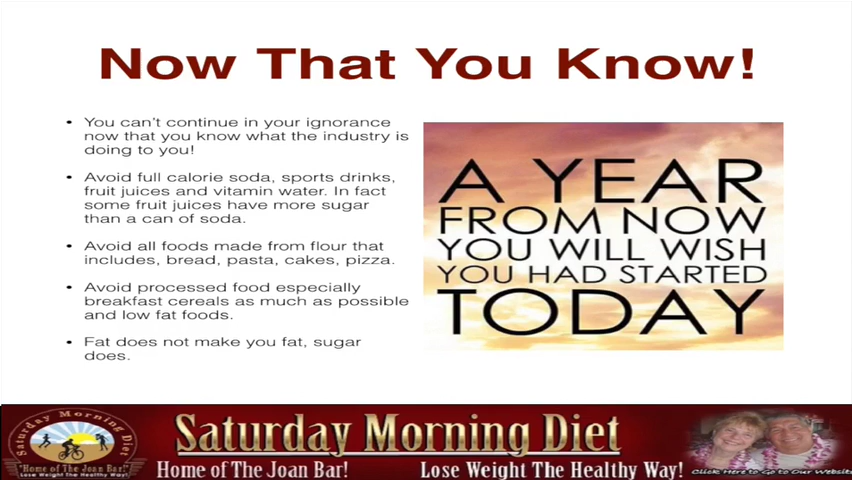 Now That You Know!
• You can't continue in your ignorance
now that you know what the industry is
doing to you!
• Avoid full calorie soda, sports drinks,
fruit juices and vitamin water. In fact
some fruit juices have more sugar
than a can of soda.
• Avoid all foods made from flour that
includes, bread, pasta, cakes, pizza.
• Avoid processed food especially
breakfast cereals as much as possible
and low fat foods.
• Fat does not make you fat, sugar
does.
A YEAR
FROM NOW
YOU WILL WISH
YOU HAD STARTED
TODAY
Saturday Morning Diet
"Home of The Joan Bar!"
Lose Weight The Healthy Way!
Saturday Morning Diet
Home of The Joan Bar!
Lose Weight The Healthy Way!
Click Here to Go to Our Website